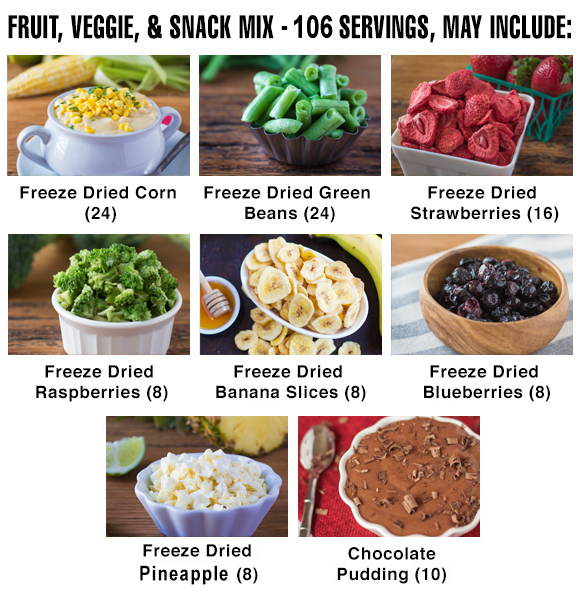 FRUIT, VEGGIE, & SNACK MIX - 106 SERVINGS, MAY INCLUDE:
Freeze Dried Corn
(24)
Freeze Dried Green
Beans (24)
Freeze Dried
Strawberries (16)
Freeze Dried
Raspberries (8)
Freeze Dried
Banana Slices (8)
Freeze Dried
Blueberries (8)
Freeze Dried
Pineapple (8)
Chocolate
Pudding (10)